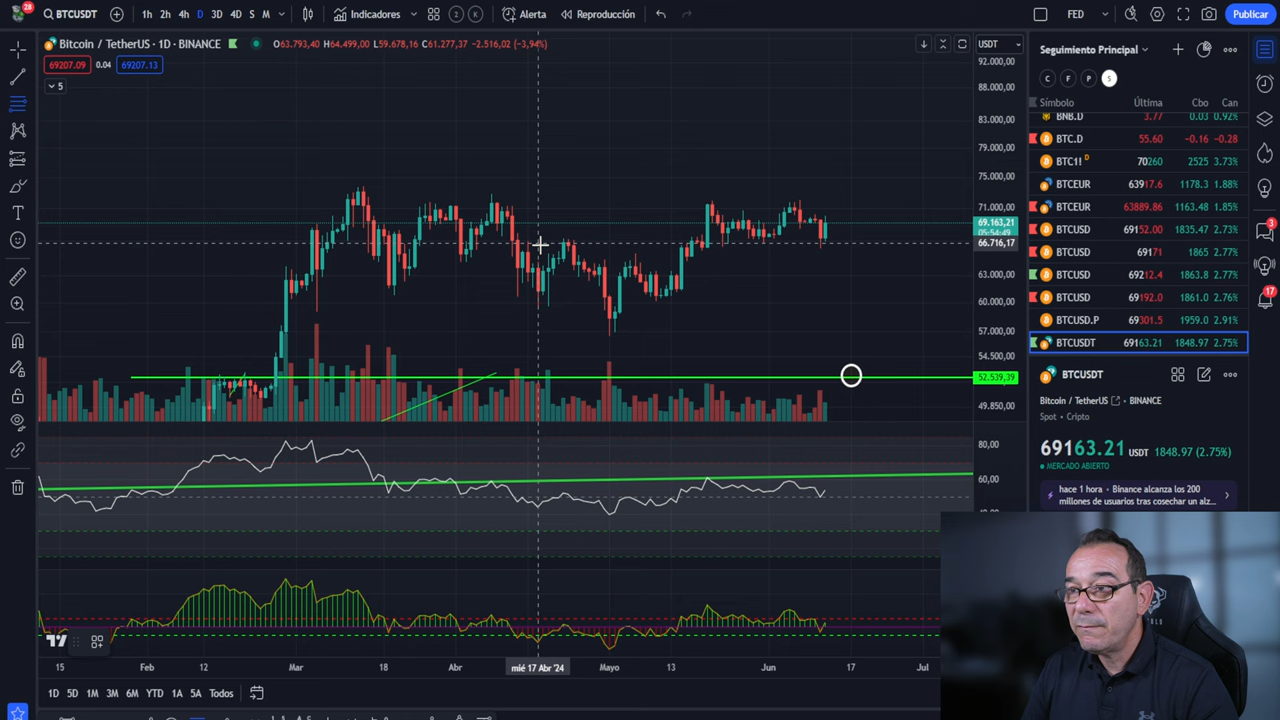 28
BTCUSDT 1h 2h 4h D 3D 4D S M Indicadores 2 K Alerta Reproducción FED Publicar
Bitcoin / TetherUS · 1D · BINANCE O63.793,40 H64.499,00 L59.678,16 C61.277,37 -2.516,02 (-3,94%)
USDT
69207.09 0.04 69207.13
5
92.000,00
88.000,00
83.000,00
79.000,00
75.000,00
71.000,00
69.163,21
05:54:49
66.716,17
63.000,00
60.000,00
57.000,00
54.500,00
52.539,39
49.850,00
80,00
60,00
15 Feb 12 Mar 18 Abr mié 17 Abr '24 Mayo 13 Jun 17 Jul
1D 5D 1M 3M 6M YTD 1A 5A Todos
Seguimiento Principal
C F P S
Símbolo Última Cbo Can
BNB.D 3.77 0.03 0.92%
BTC.D 55.60 −0.16 −0.28
BTC1! D 70260 2525 3.73%
BTCEUR 63917.6 1178.3 1.88%
BTCEUR 63889.86 1163.48 1.85%
BTCUSD 69152.00 1835.47 2.73%
BTCUSD 69171 1865 2.77%
BTCUSD 69212.4 1863.8 2.77%
BTCUSD 69192.0 1861.0 2.76%
BTCUSD.P 69301.5 1959.0 2.91%
BTCUSDT 69163.21 1848.97 2.75%
BTCUSDT
Bitcoin / TetherUS · BINANCE
Spot · Cripto
69163.21 USDT 1848.97 (2.75%)
MERCADO ABIERTO
hace 1 hora · Binance alcanza los 200
millones de usuarios tras cosechar un alz...
3
17